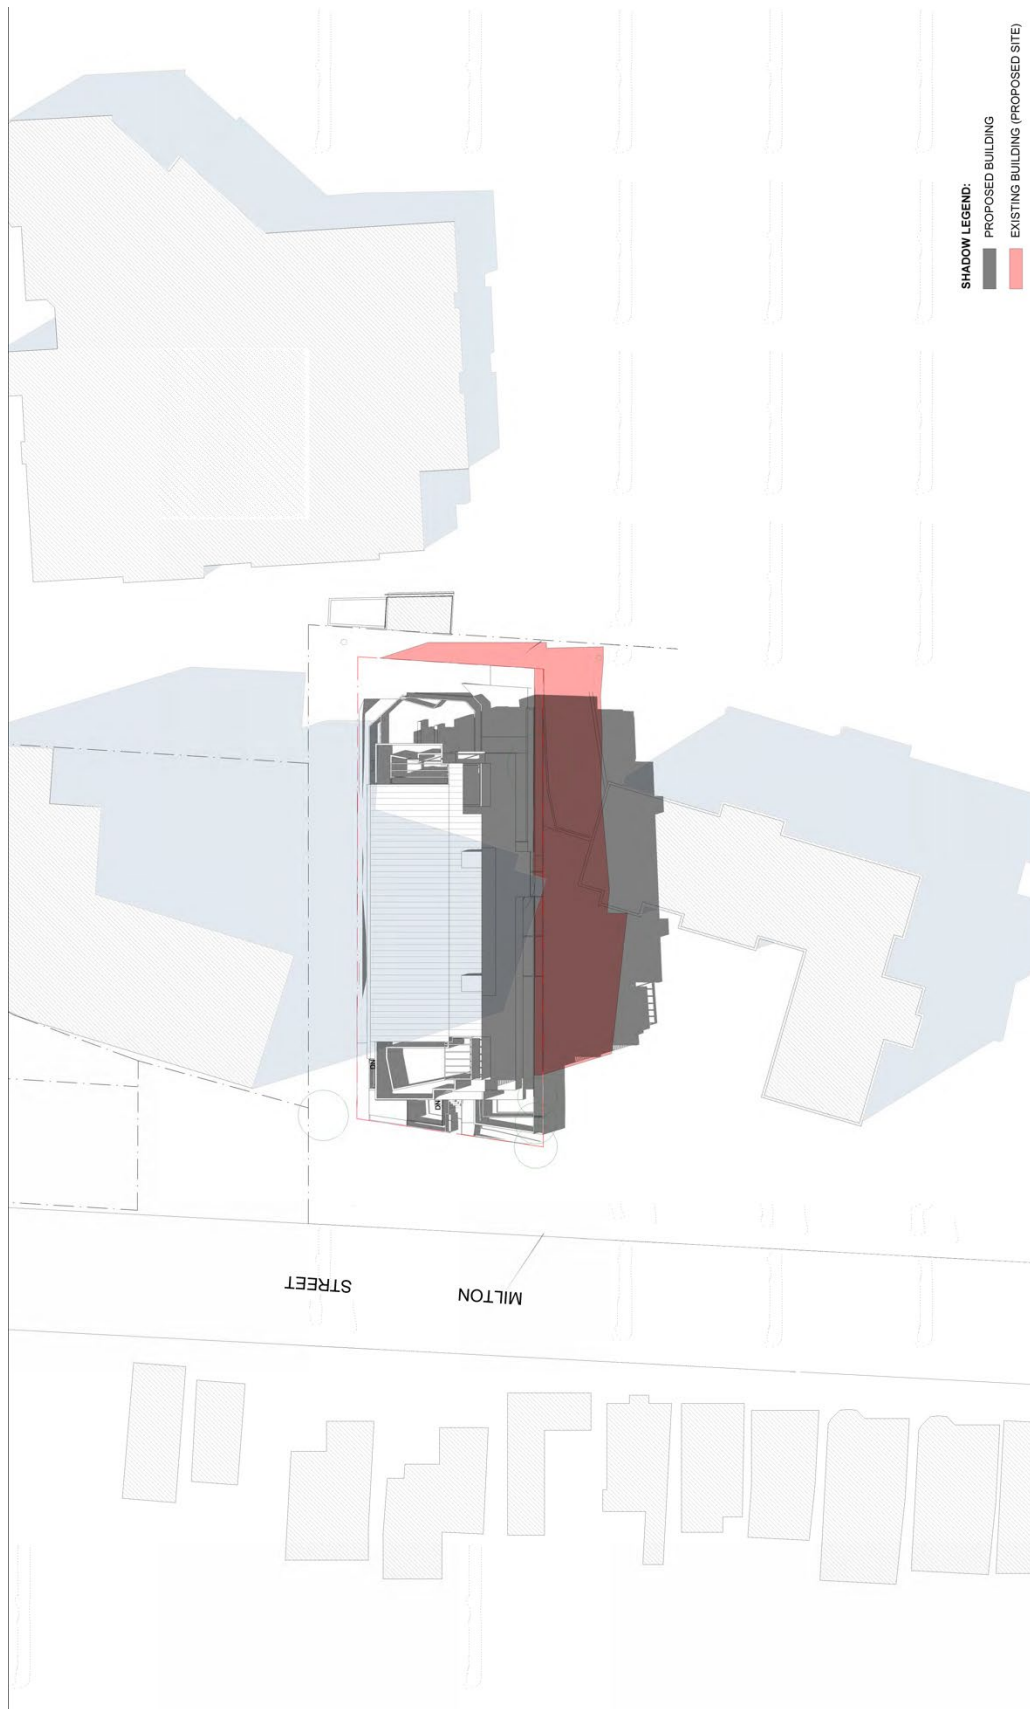 SHADOW LEGEND:
PROPOSED BUILDING
EXISTING BUILDING (PROPOSED SITE)
MILTON
STREET